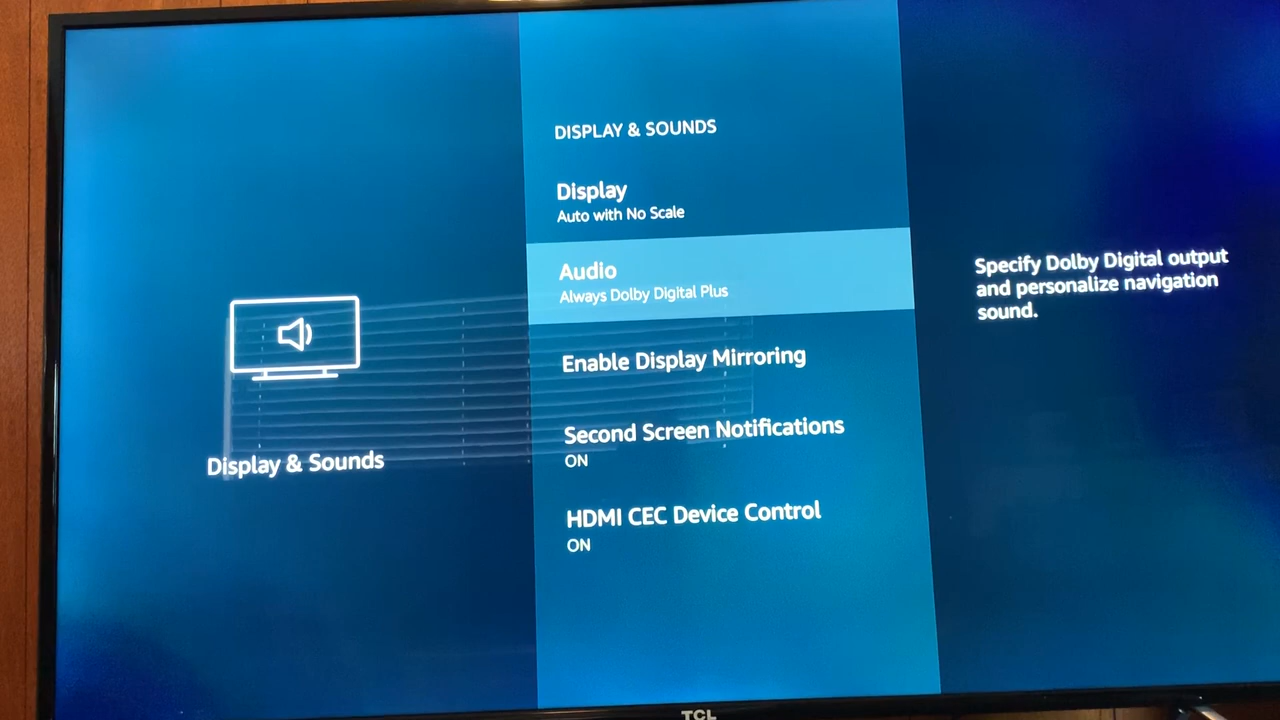 DISPLAY & SOUNDS
Display
Auto with No Scale
Audio
Always Dolby Digital Plus
Enable Display Mirroring
Second Screen Notifications
ON
HDMI CEC Device Control
ON
Display & Sounds
Specify Dolby Digital output
and personalize navigation
sound.
TCL